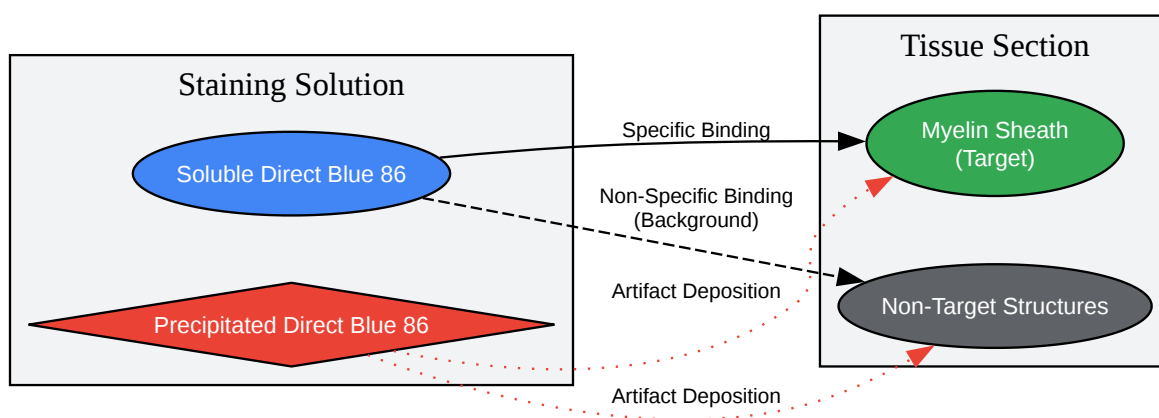 Staining Solution
Tissue Section
Soluble Direct Blue 86
Specific Binding
Myelin Sheath
(Target)
Non-Specific Binding
(Background)
Artifact Deposition
Non-Target Structures
Precipitated Direct Blue 86
Artifact Deposition